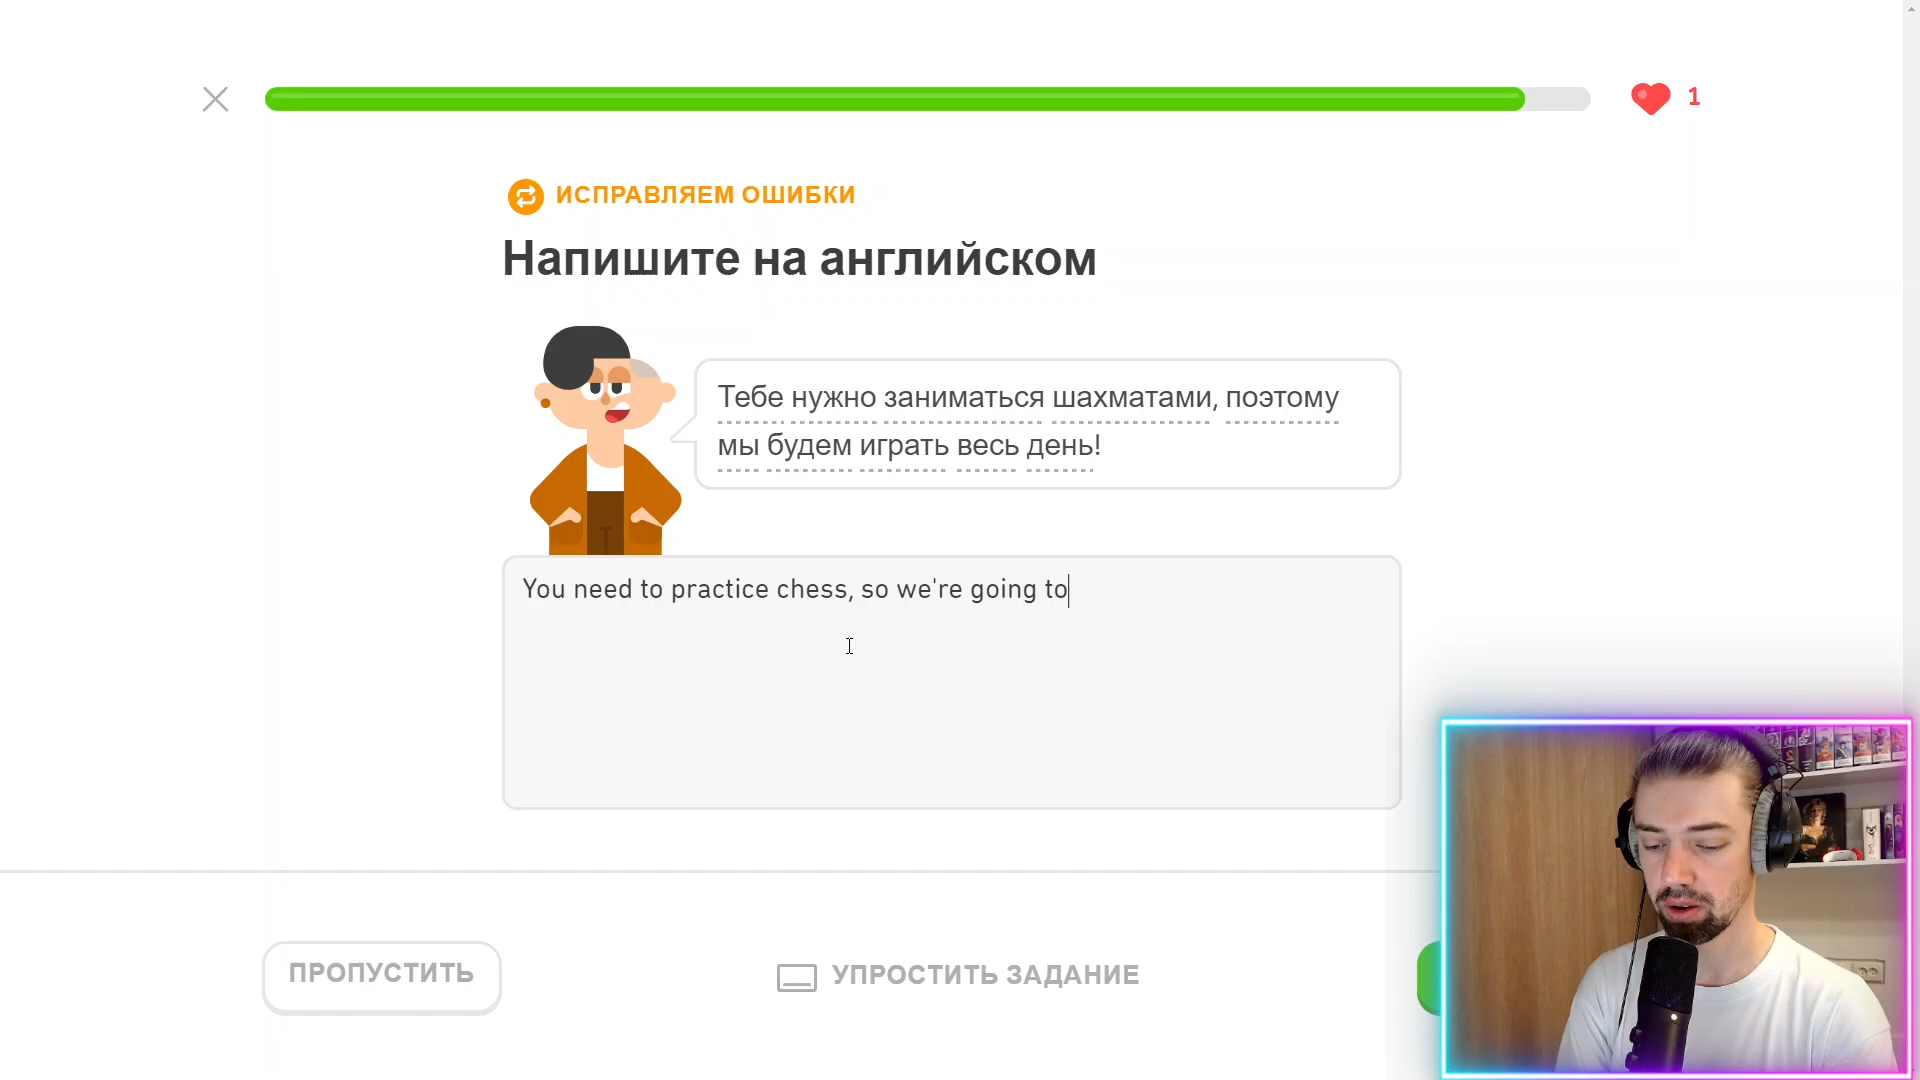 1
ИСПРАВЛЯЕМ ОШИБКИ
Напишите на английском
Тебе нужно заниматься шахматами, поэтому
мы будем играть весь день!
You need to practice chess, so we're going to
ПРОПУСТИТЬ
УПРОСТИТЬ ЗАДАНИЕ